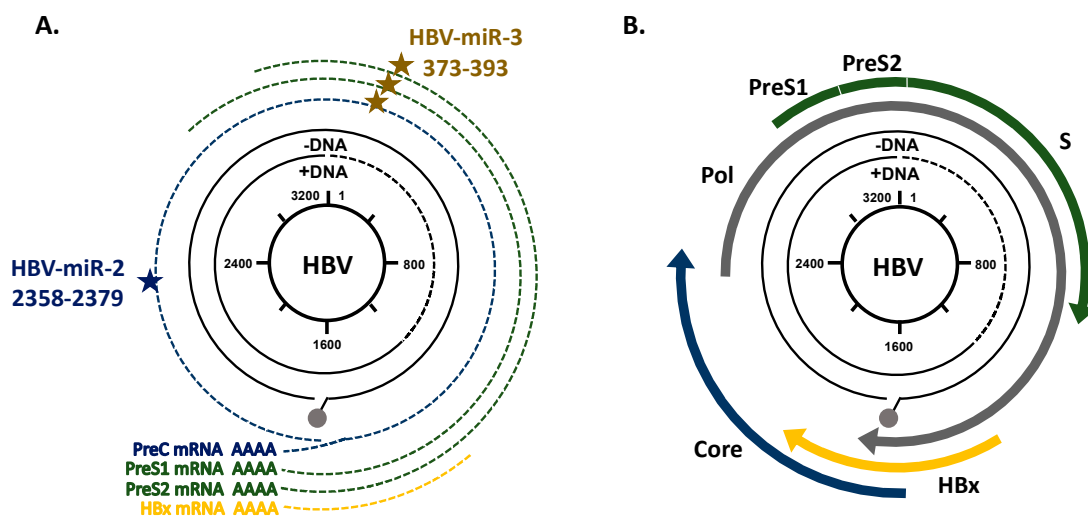 A.
HBV-miR-3
373-393
-DNA
+DNA
3200 1
HBV-miR-2
2358-2379
2400
HBV
800
1600
PreC mRNA AAAA
PreS1 mRNA AAAA
PreS2 mRNA AAAA
HBx mRNA AAAA
B.
PreS2
PreS1
S
-DNA
+DNA
Pol
3200 1
2400
HBV
800
1600
Core
HBx